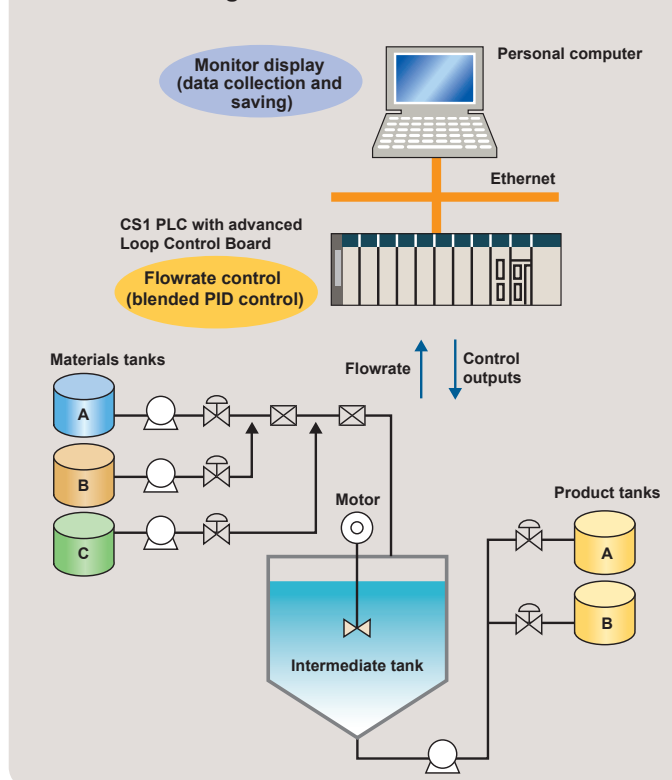 Personal computer
Monitor display
(data collection and
saving)
Ethernet
CS1 PLC with advanced
Loop Control Board
Flowrate control
(blended PID control)
Flowrate
Control
outputs
Materials tanks
A
B
C
Motor
Intermediate tank
Product tanks
A
B